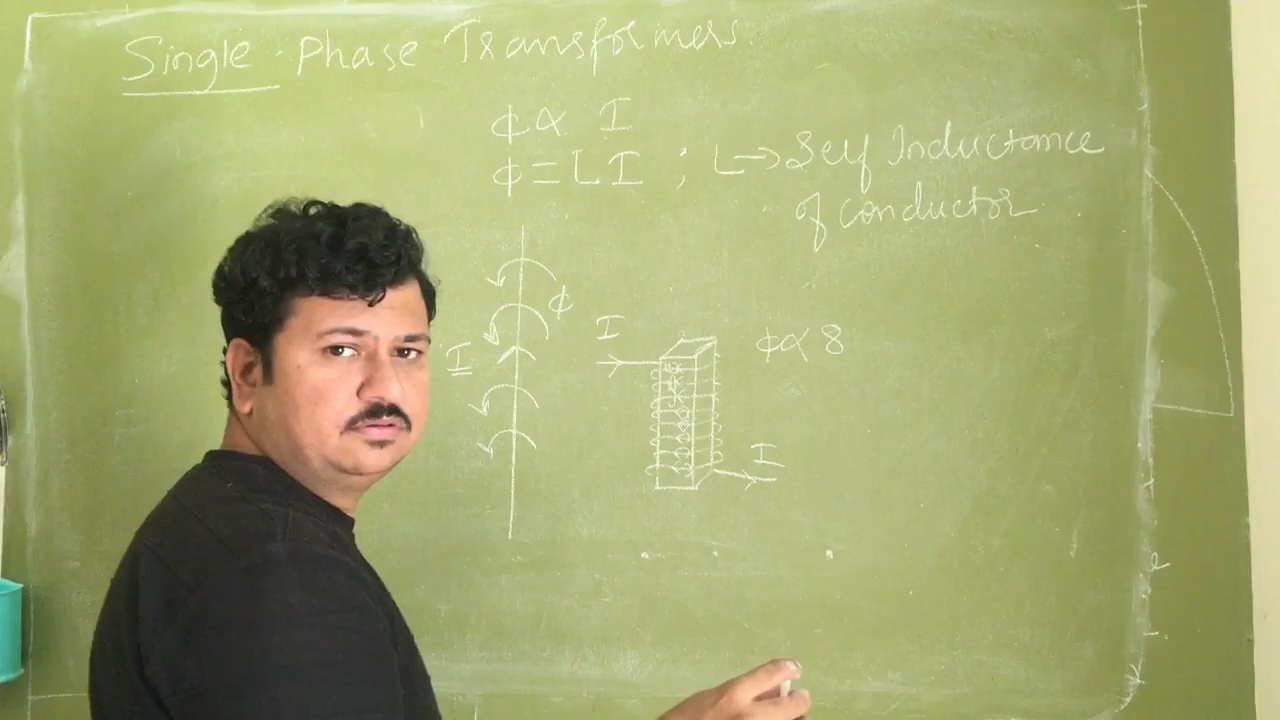 Single Phase Transformers
ϕ ∝ I
ϕ = LI ; L → Self Inductance
of conductor
ϕ
I
I
ϕ ∝ 8
I